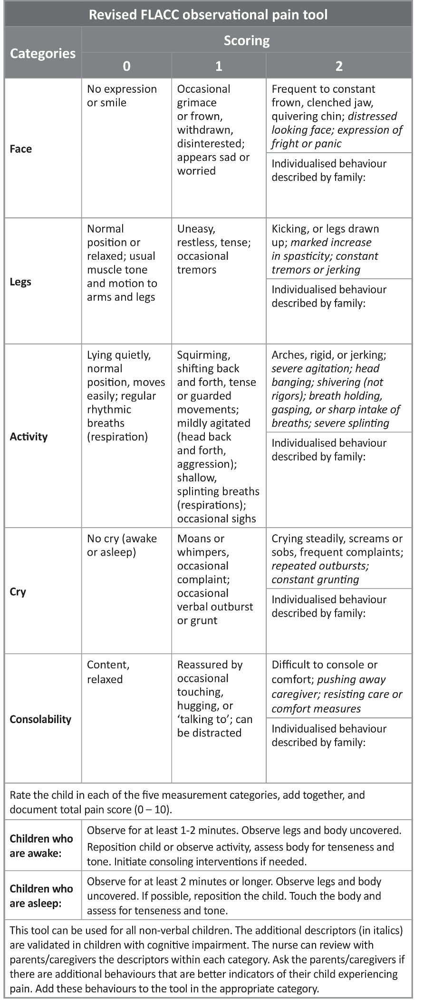 Revised FLACC observational pain tool
Categories
Scoring
0
1
2
Face
No expression
or smile
Occasional
grimace
or frown,
withdrawn,
disinterested;
appears sad or
worried
Frequent to constant
frown, clenched jaw,
quivering chin; distressed
looking face; expression of
fright or panic
Individualised behaviour
described by family:
Legs
Normal
position or
relaxed; usual
muscle tone
and motion to
arms and legs
Uneasy,
restless, tense;
occasional
tremors
Kicking, or legs drawn
up; marked increase
in spasticity; constant
tremors or jerking
Individualised behaviour
described by family:
Activity
Lying quietly,
normal
position, moves
easily; regular
rhythmic
breaths
(respiration)
Squirming,
shifting back
and forth, tense
or guarded
movements;
mildly agitated
(head back
and forth,
aggression);
shallow,
splinting breaths
(respirations);
occasional sighs
Arches, rigid, or jerking;
severe agitation; head
banging; shivering (not
rigors); breath holding,
gasping, or sharp intake of
breaths; severe splinting
Individualised behaviour
described by family:
Cry
No cry (awake
or asleep)
Moans or
whimpers,
occasional
complaint;
occasional
verbal outburst
or grunt
Crying steadily, screams or
sobs, frequent complaints;
repeated outbursts;
constant grunting
Individualised behaviour
described by family:
Consolability
Content,
relaxed
Reassured by
occasional
touching,
hugging, or
‘talking to’; can
be distracted
Difficult to console or
comfort; pushing away
caregiver; resisting care or
comfort measures
Individualised behaviour
described by family:
Rate the child in each of the five measurement categories, add together, and
document total pain score (0 – 10).
Children who
are awake:
Observe for at least 1-2 minutes. Observe legs and body uncovered.
Reposition child or observe activity, assess body for tenseness and
tone. Initiate consoling interventions if needed.
Children who
are asleep:
Observe for at least 2 minutes or longer. Observe legs and body
uncovered. If possible, reposition the child. Touch the body and
assess for tenseness and tone.
This tool can be used for all non-verbal children. The additional descriptors (in italics)
are validated in children with cognitive impairment. The nurse can review with
parents/caregivers the descriptors within each category. Ask the parents/caregivers if
there are additional behaviours that are better indicators of their child experiencing
pain. Add these behaviours to the tool in the appropriate category.